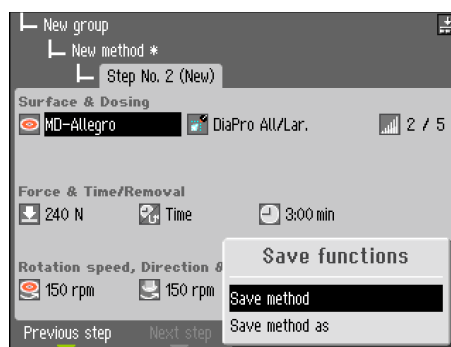 New group
New method *
Step No. 2 (New)
Surface & Dosing
MD-Allegro DiaPro All/Lar. 2 / 5
Force & Time/Removal
240 N Time 3:00 min
Rotation speed, Direction &
150 rpm 150 rpm
Save functions
Save method
Save method as
Previous step Next step